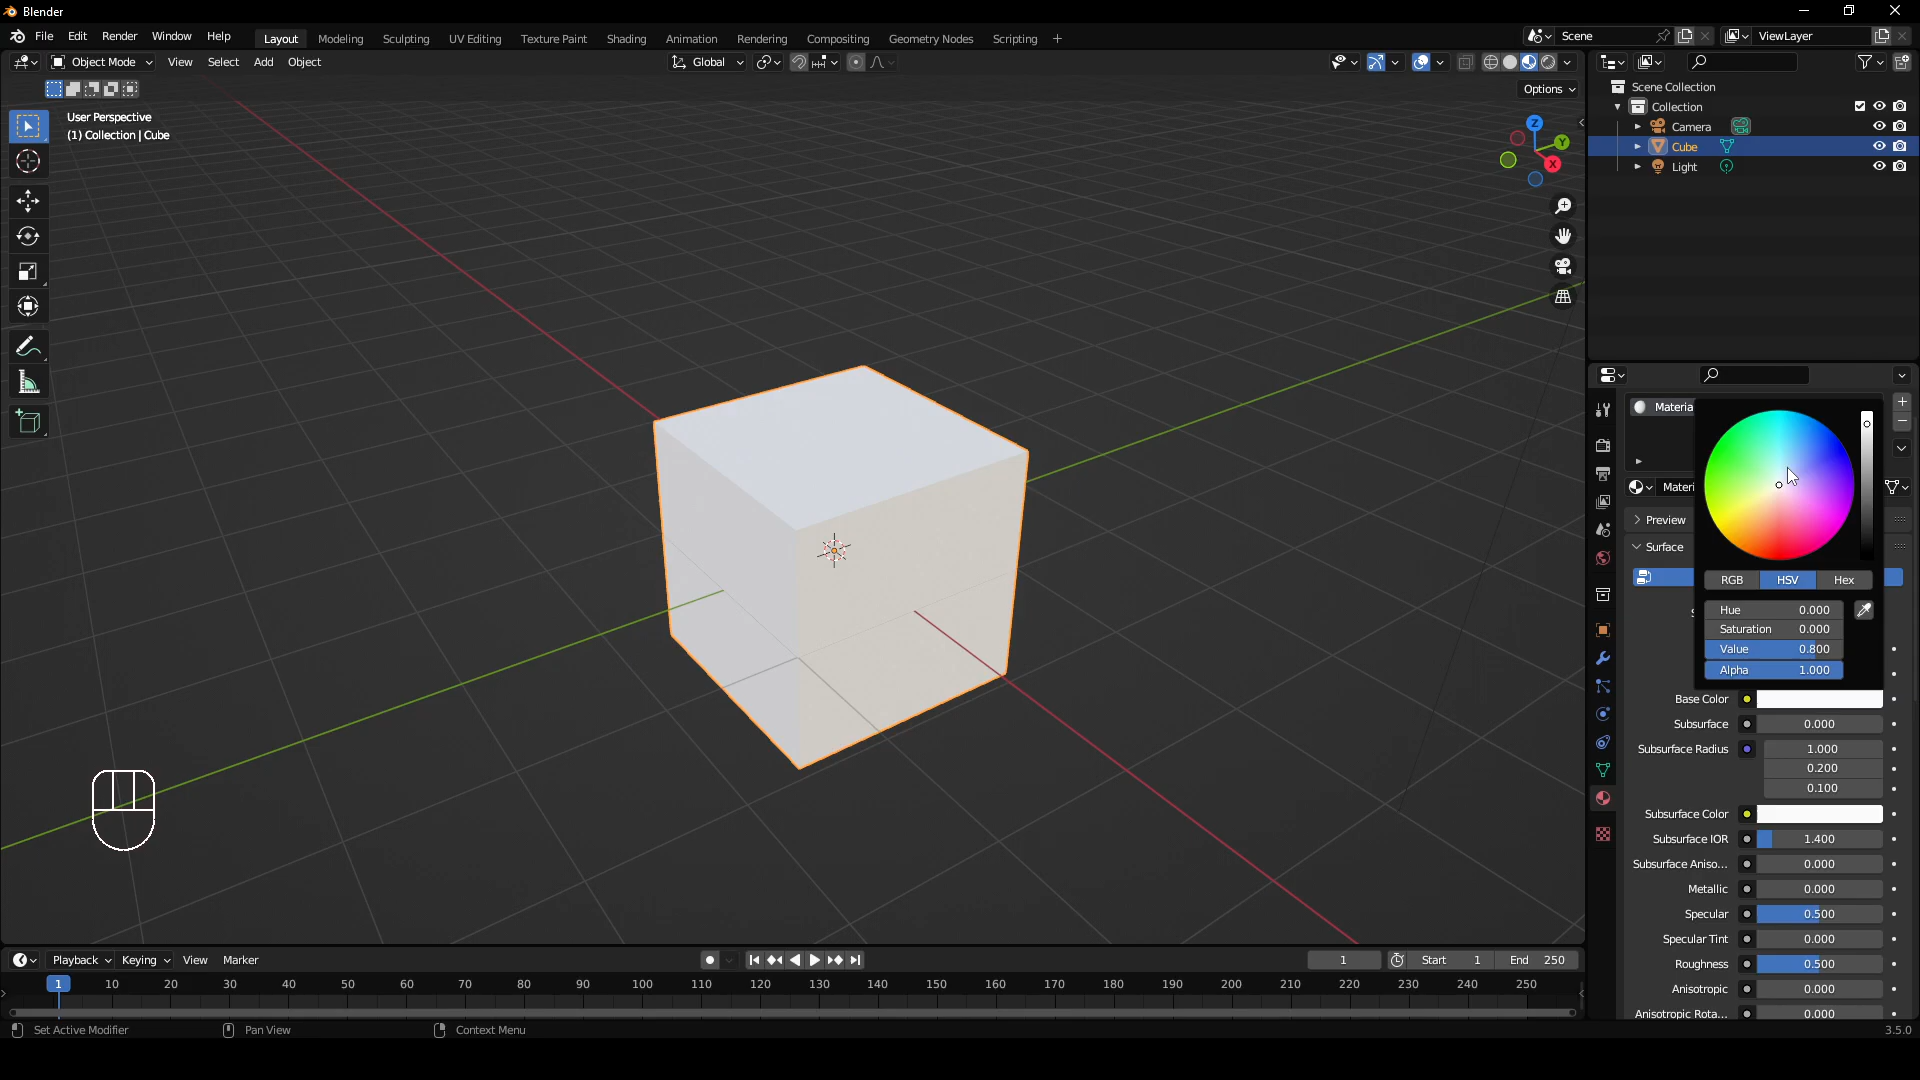 Blender
File Edit Render Window Help Layout Modeling Sculpting UV Editing Texture Paint Shading Animation Rendering Compositing Geometry Nodes Scripting + Scene ViewLayer
Object Mode View Select Add Object Global
Options
User Perspective
(1) Collection | Cube
Z
Y
X
Scene Collection
Collection
Camera
Cube
Light
Materia
Materi
Preview
Surface
RGB HSV Hex
Hue 0.000
Saturation 0.000
Value 0.800
Alpha 1.000
Base Color
Subsurface 0.000
Subsurface Radius 1.000
0.200
0.100
Subsurface Color
Subsurface IOR 1.400
Subsurface Aniso... 0.000
Metallic 0.000
Specular 0.500
Specular Tint 0.000
Roughness 0.500
Anisotropic 0.000
Anisotropic Rota... 0.000
Playback Keying View Marker 1 Start 1 End 250
1 10 20 30 40 50 60 70 80 90 100 110 120 130 140 150 160 170 180 190 200 210 220 230 240 250
Set Active Modifier Pan View Context Menu 3.5.0